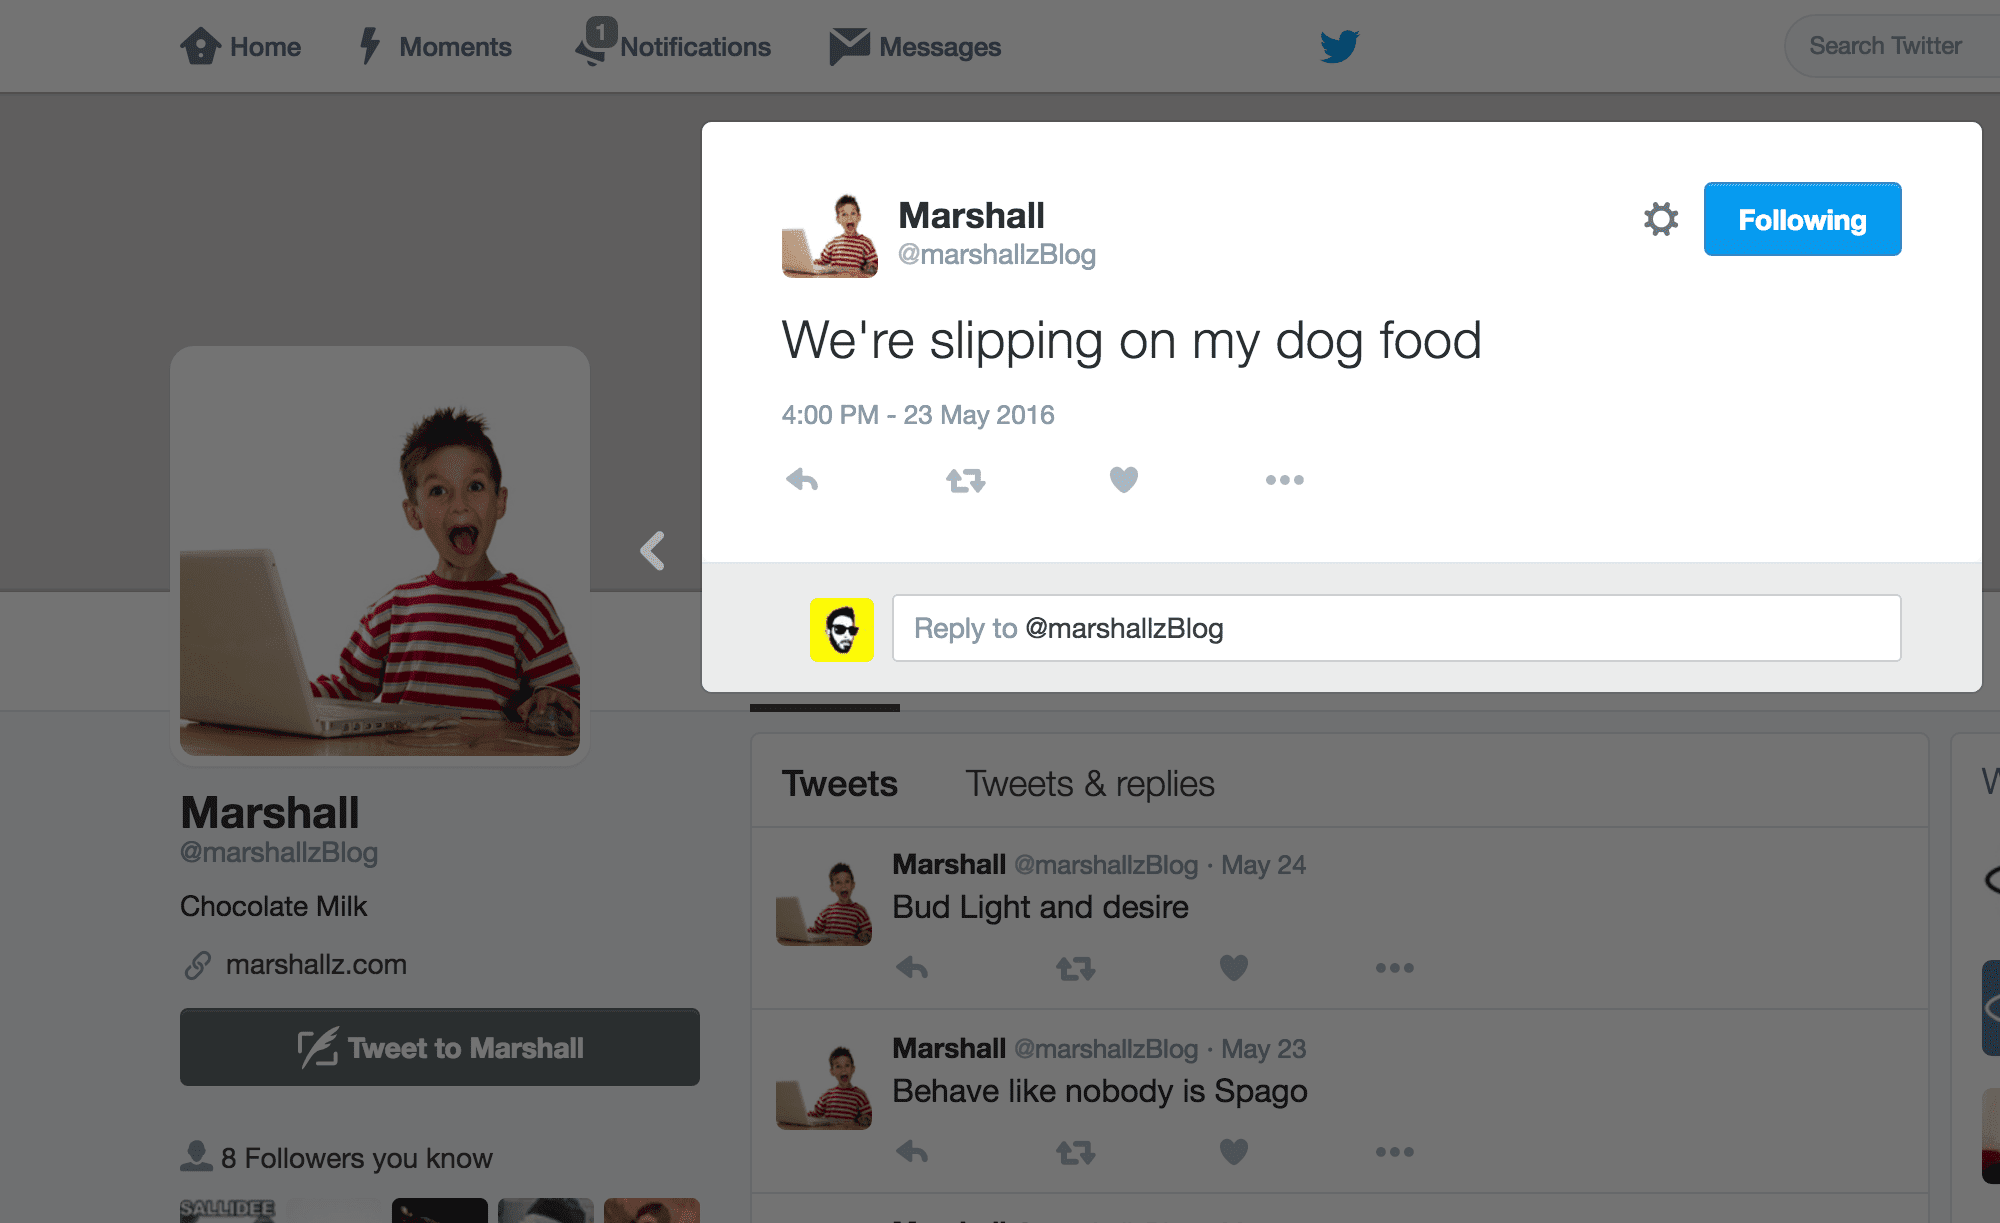 Home
Moments
1
Notifications
Messages
Search Twitter
Marshall
@marshallzBlog
Following
We're slipping on my dog food
4:00 PM - 23 May 2016
Reply to @marshallzBlog
Marshall
@marshallzBlog
Chocolate Milk
marshallz.com
Tweet to Marshall
8 Followers you know
SALLIDEE
Tweets
Tweets & replies
Marshall @marshallzBlog · May 24
Bud Light and desire
Marshall @marshallzBlog · May 23
Behave like nobody is Spago